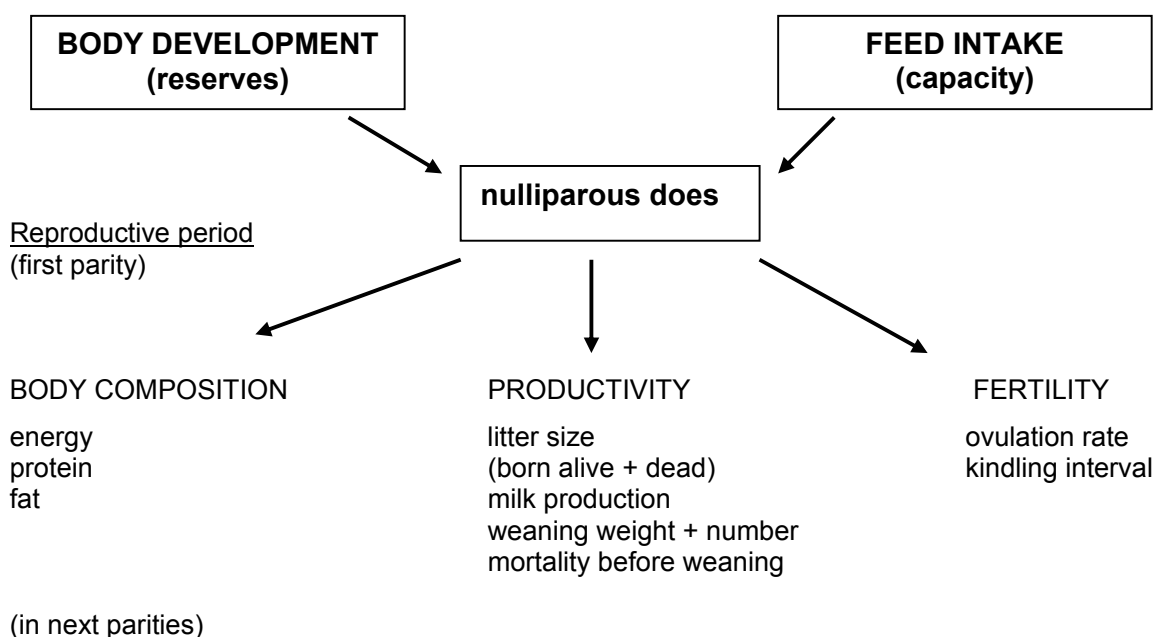 BODY DEVELOPMENT
(reserves)
FEED INTAKE
(capacity)
nulliparous does
Reproductive period
(first parity)
BODY COMPOSITION
energy
protein
fat
PRODUCTIVITY
litter size
(born alive + dead)
milk production
weaning weight + number
mortality before weaning
FERTILITY
ovulation rate
kindling interval
(in next parities)